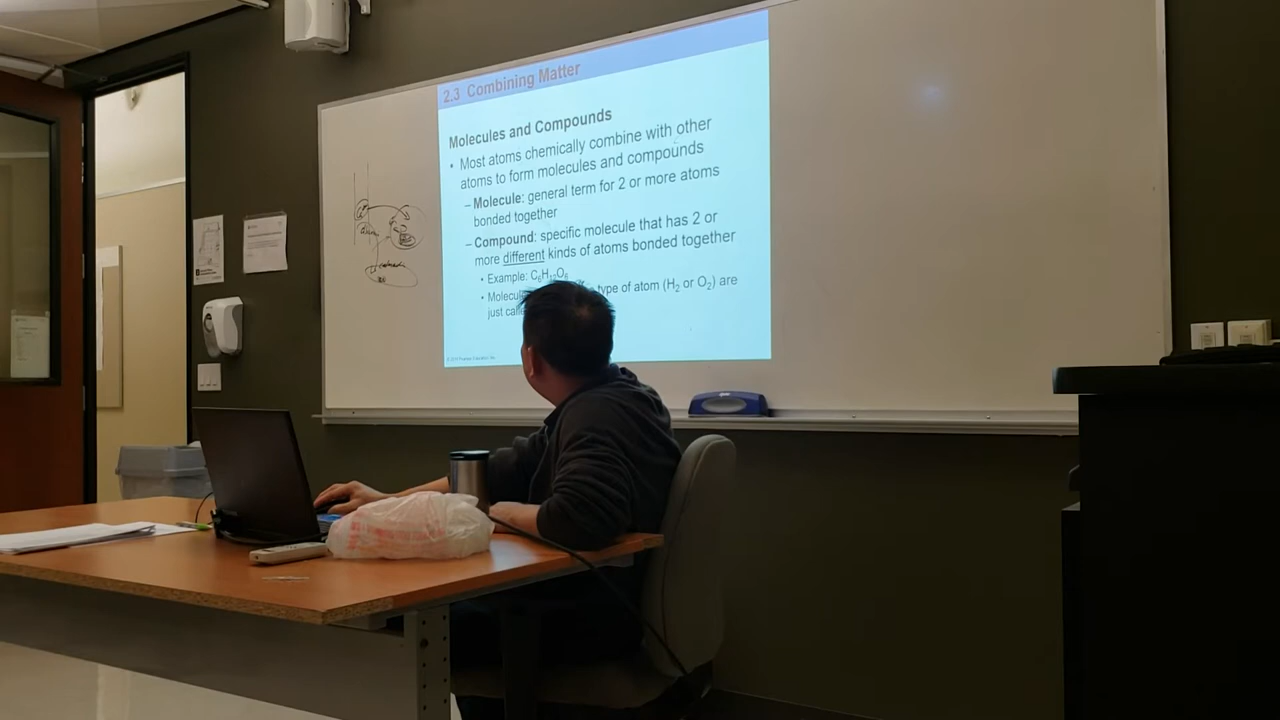 2.3 Combining Matter
Molecules and Compounds
• Most atoms chemically combine with other
atoms to form molecules and compounds
– Molecule: general term for 2 or more atoms
bonded together
– Compound: specific molecule that has 2 or
more different kinds of atoms bonded together
• Example: C₆H₁₂O₆
• type of atom (H₂ or O₂) are
just